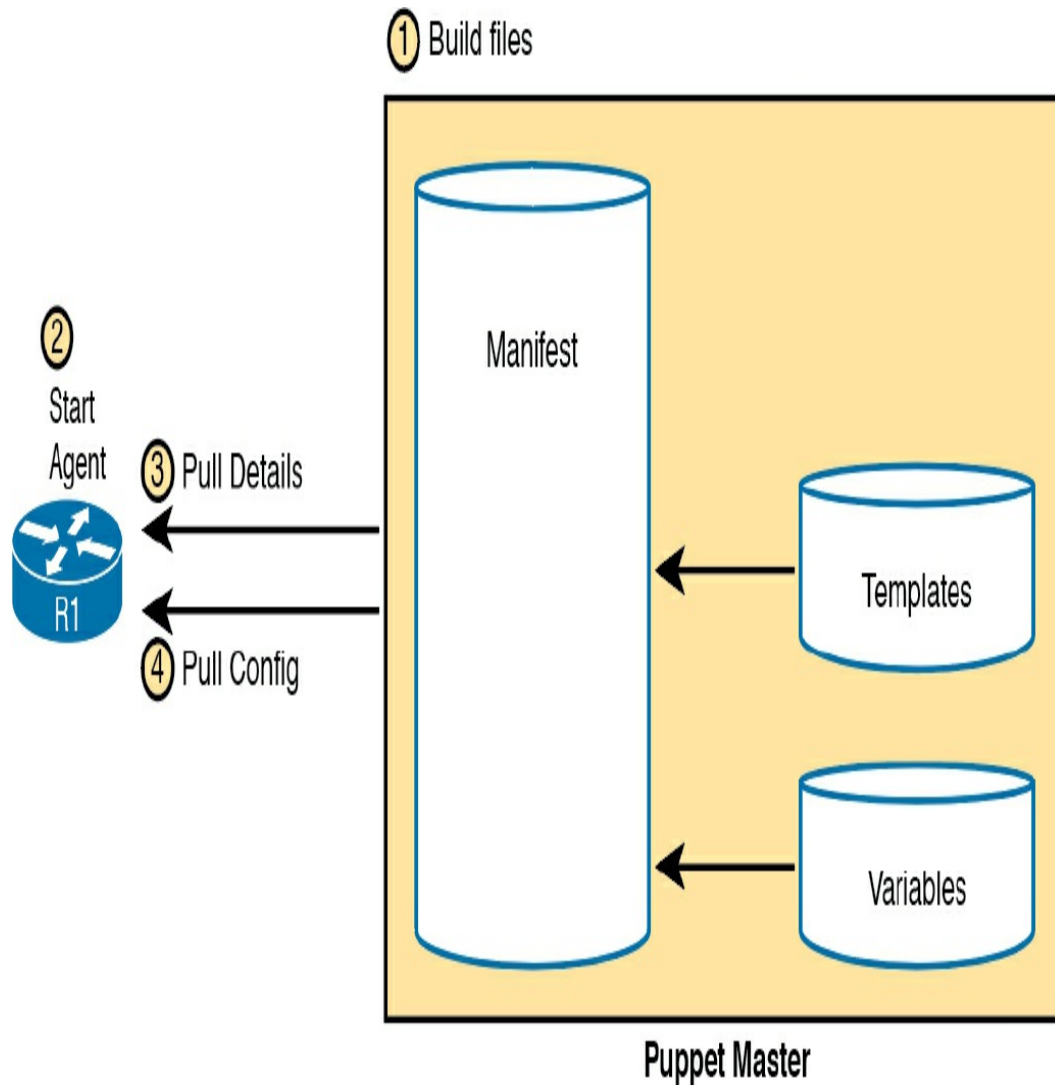 1 Build files
Manifest
2
Start
Agent
3 Pull Details
R1
4 Pull Config
Templates
Variables
Puppet Master